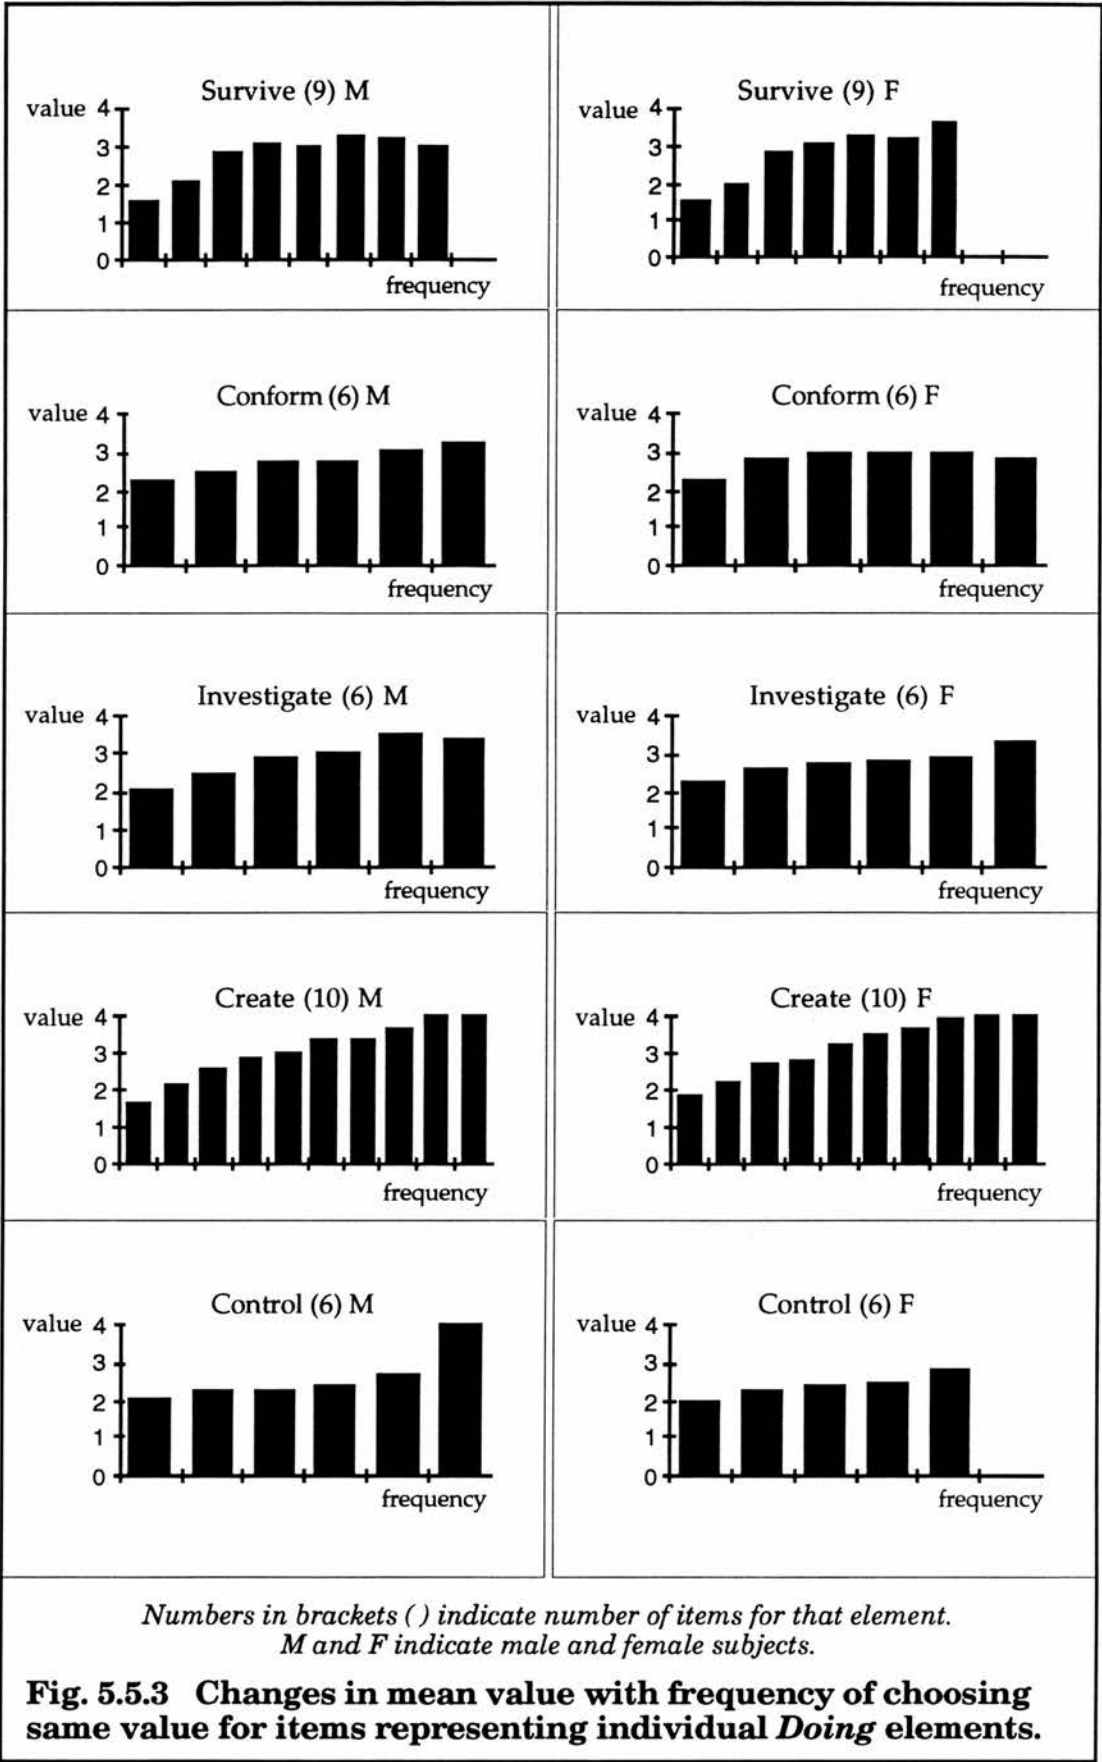 Survive (9) M
value 4
3
2
1
0
frequency
Survive (9) F
value 4
3
2
1
0
frequency
Conform (6) M
value 4
3
2
1
0
frequency
Conform (6) F
value 4
3
2
1
0
frequency
Investigate (6) M
value 4
3
2
1
0
frequency
Investigate (6) F
value 4
3
2
1
0
frequency
Create (10) M
value 4
3
2
1
0
frequency
Create (10) F
value 4
3
2
1
0
frequency
Control (6) M
value 4
3
2
1
0
frequency
Control (6) F
value 4
3
2
1
0
frequency
Numbers in brackets ( ) indicate number of items for that element.
M and F indicate male and female subjects.
Fig. 5.5.3 Changes in mean value with frequency of choosing
same value for items representing individual Doing elements.